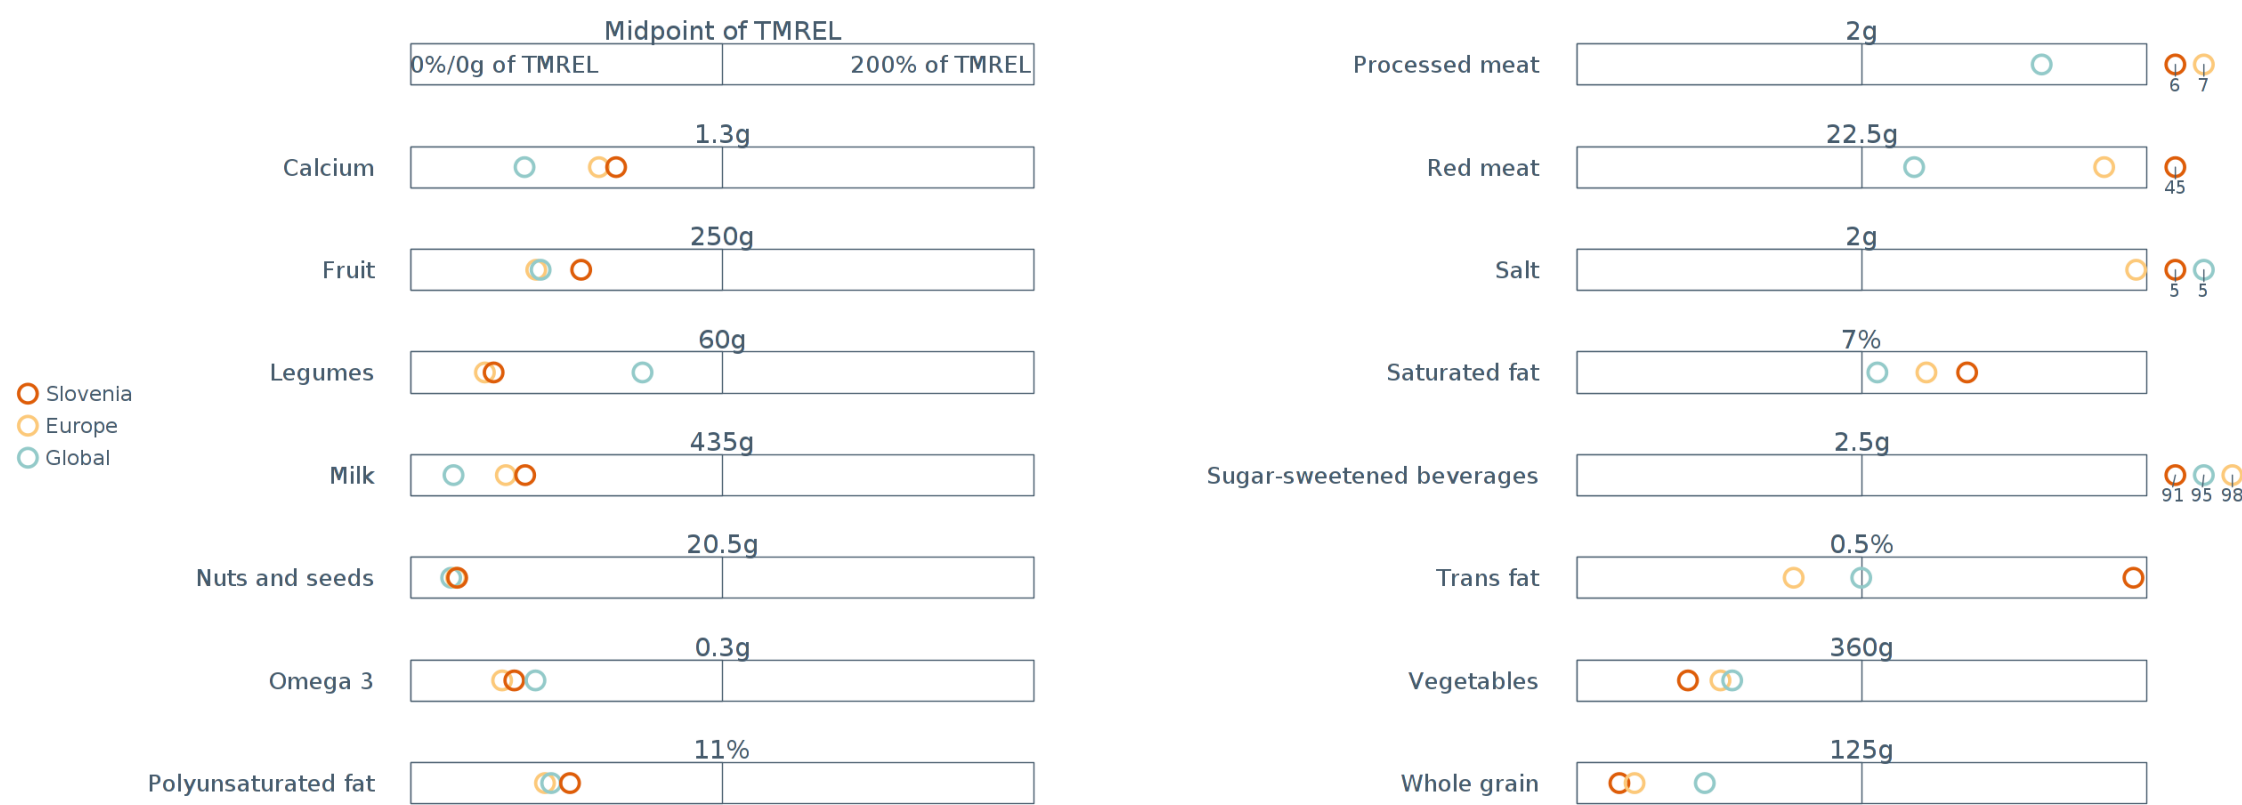 Midpoint of TMREL
0%/0g of TMREL 200% of TMREL
1.3g
Calcium
250g
Fruit
60g
Legumes
435g
Milk
20.5g
Nuts and seeds
0.3g
Omega 3
11%
Polyunsaturated fat
Slovenia
Europe
Global
2g
Processed meat
6 7
22.5g
Red meat
45
2g
Salt
5 5
7%
Saturated fat
2.5g
Sugar-sweetened beverages
91 95 98
0.5%
Trans fat
360g
Vegetables
125g
Whole grain